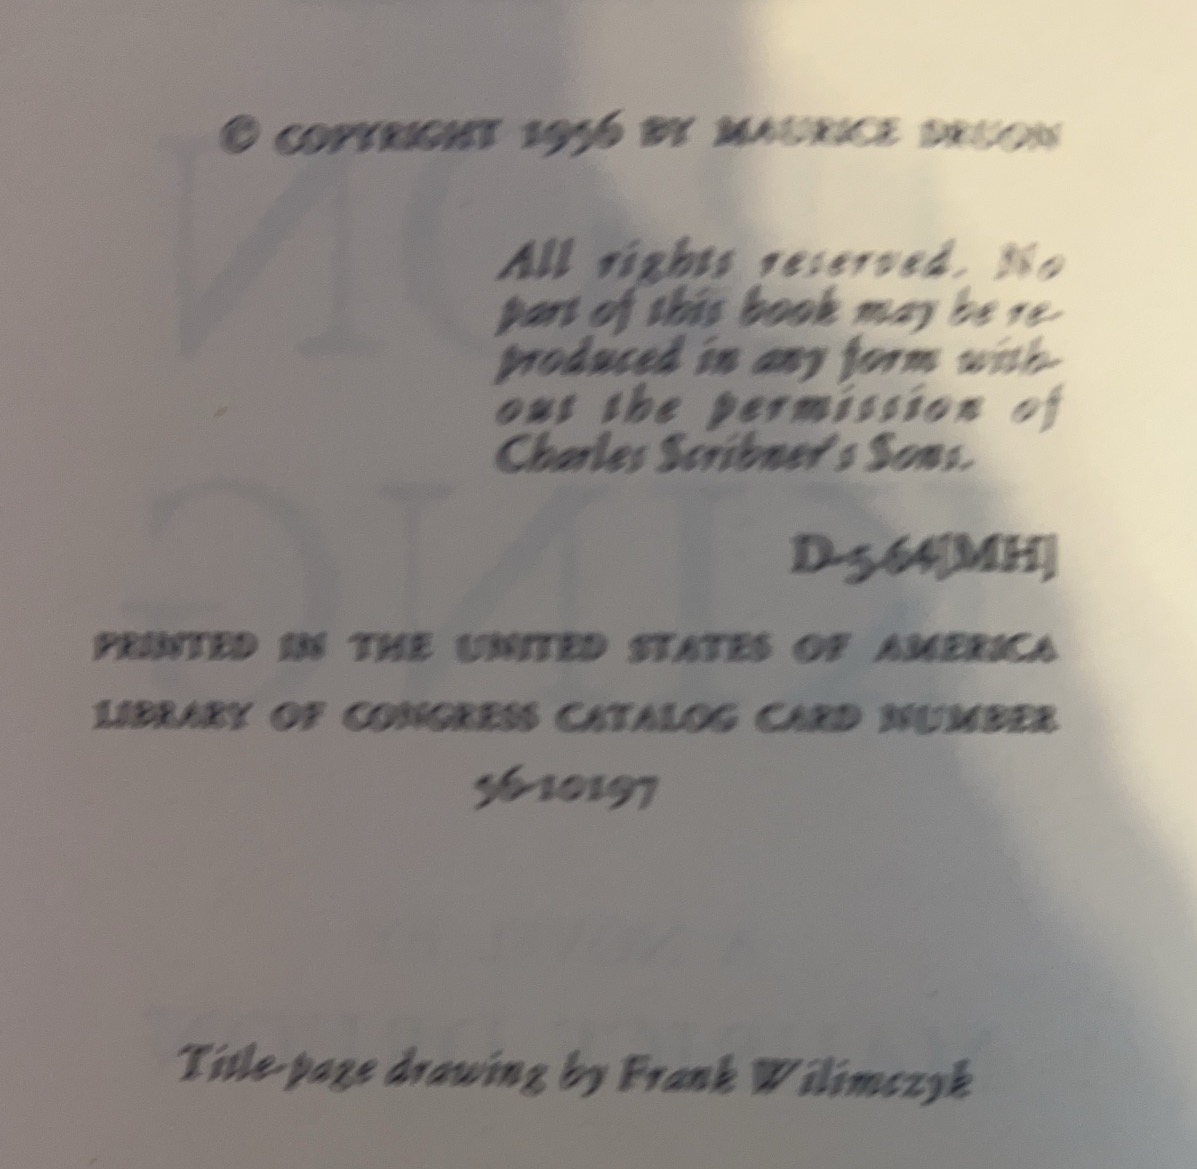 © COPYRIGHT 1956 BY MAURICE DRUON
All rights reserved. No
part of this book may be re-
produced in any form with-
out the permission of
Charles Scribner's Sons.
D-5.64[MH]
PRINTED IN THE UNITED STATES OF AMERICA
LIBRARY OF CONGRESS CATALOG CARD NUMBER
56-10197
Title-page drawing by Frank Wilimczyk